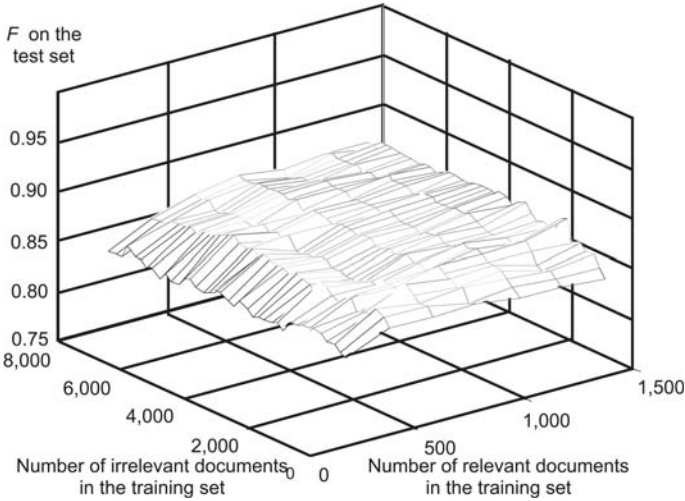 F on the
test set
0.95
0.90
0.85
0.80
0.75
8,000
6,000
4,000
2,000
0
0
500
1,000
1,500
Number of irrelevant documents
in the training set
Number of relevant documents
in the training set